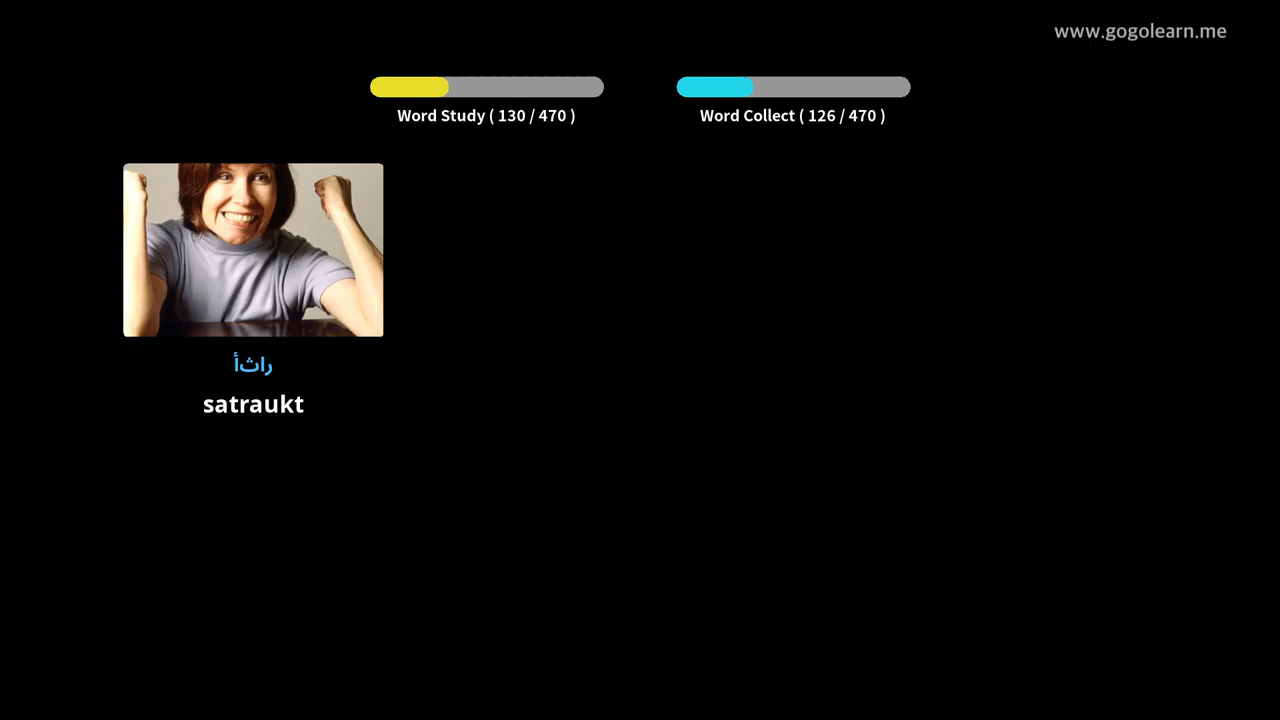 www.gogolearn.me
Word Study ( 130 / 470 )
Word Collect ( 126 / 470 )
راثأ
satraukt